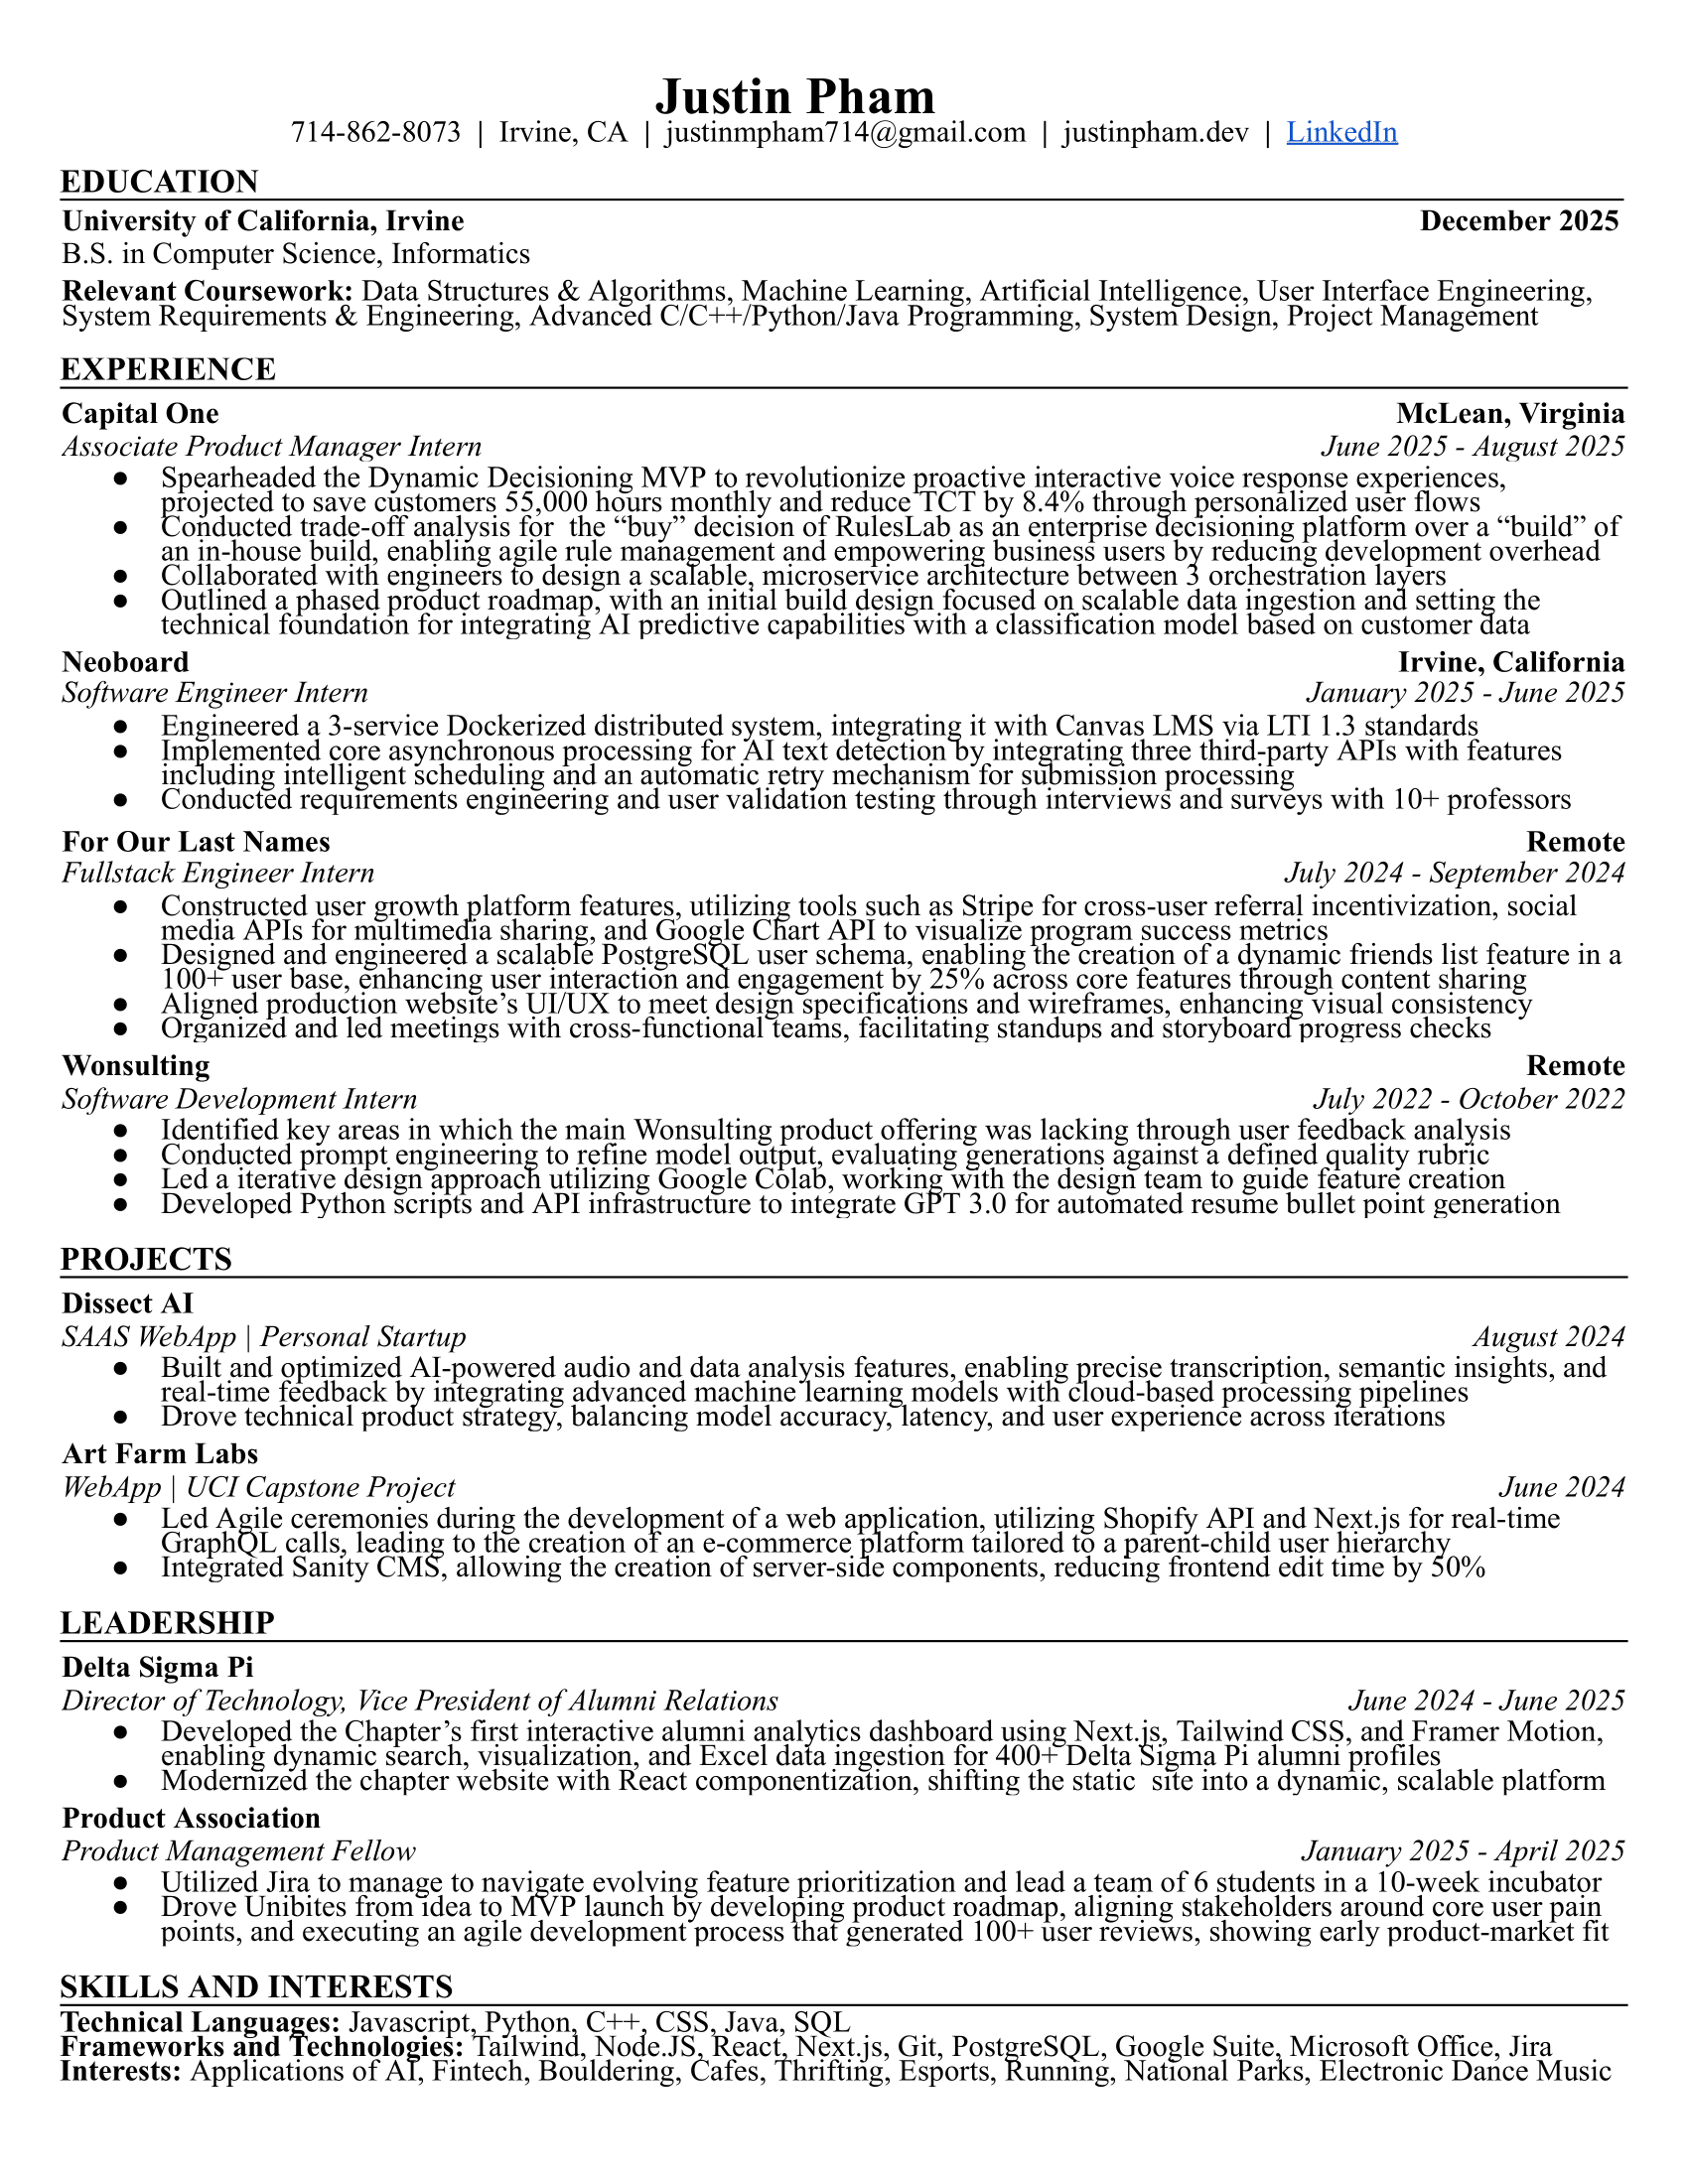 Justin Pham
714-862-8073 | Irvine, CA | justinmpham714@gmail.com | justinpham.dev | LinkedIn
EDUCATION
University of California, Irvine December 2025
B.S. in Computer Science, Informatics
Relevant Coursework: Data Structures & Algorithms, Machine Learning, Artificial Intelligence, User Interface Engineering,
System Requirements & Engineering, Advanced C/C++/Python/Java Programming, System Design, Project Management
EXPERIENCE
Capital One McLean, Virginia
Associate Product Manager Intern June 2025 - August 2025
● Spearheaded the Dynamic Decisioning MVP to revolutionize proactive interactive voice response experiences,
projected to save customers 55,000 hours monthly and reduce TCT by 8.4% through personalized user flows
● Conducted trade-off analysis for  the “buy” decision of RulesLab as an enterprise decisioning platform over a “build” of
an in-house build, enabling agile rule management and empowering business users by reducing development overhead
● Collaborated with engineers to design a scalable, microservice architecture between 3 orchestration layers
● Outlined a phased product roadmap, with an initial build design focused on scalable data ingestion and setting the
technical foundation for integrating AI predictive capabilities with a classification model based on customer data
Neoboard Irvine, California
Software Engineer Intern January 2025 - June 2025
● Engineered a 3-service Dockerized distributed system, integrating it with Canvas LMS via LTI 1.3 standards
● Implemented core asynchronous processing for AI text detection by integrating three third-party APIs with features
including intelligent scheduling and an automatic retry mechanism for submission processing
● Conducted requirements engineering and user validation testing through interviews and surveys with 10+ professors
For Our Last Names Remote
Fullstack Engineer Intern July 2024 - September 2024
● Constructed user growth platform features, utilizing tools such as Stripe for cross-user referral incentivization, social
media APIs for multimedia sharing, and Google Chart API to visualize program success metrics
● Designed and engineered a scalable PostgreSQL user schema, enabling the creation of a dynamic friends list feature in a
100+ user base, enhancing user interaction and engagement by 25% across core features through content sharing
● Aligned production website’s UI/UX to meet design specifications and wireframes, enhancing visual consistency
● Organized and led meetings with cross-functional teams, facilitating standups and storyboard progress checks
Wonsulting Remote
Software Development Intern July 2022 - October 2022
● Identified key areas in which the main Wonsulting product offering was lacking through user feedback analysis
● Conducted prompt engineering to refine model output, evaluating generations against a defined quality rubric
● Led a iterative design approach utilizing Google Colab, working with the design team to guide feature creation
● Developed Python scripts and API infrastructure to integrate GPT 3.0 for automated resume bullet point generation
PROJECTS
Dissect AI
SAAS WebApp | Personal Startup August 2024
● Built and optimized AI-powered audio and data analysis features, enabling precise transcription, semantic insights, and
real-time feedback by integrating advanced machine learning models with cloud-based processing pipelines
● Drove technical product strategy, balancing model accuracy, latency, and user experience across iterations
Art Farm Labs
WebApp | UCI Capstone Project June 2024
● Led Agile ceremonies during the development of a web application, utilizing Shopify API and Next.js for real-time
GraphQL calls, leading to the creation of an e-commerce platform tailored to a parent-child user hierarchy
● Integrated Sanity CMS, allowing the creation of server-side components, reducing frontend edit time by 50%
LEADERSHIP
Delta Sigma Pi
Director of Technology, Vice President of Alumni Relations June 2024 - June 2025
● Developed the Chapter’s first interactive alumni analytics dashboard using Next.js, Tailwind CSS, and Framer Motion,
enabling dynamic search, visualization, and Excel data ingestion for 400+ Delta Sigma Pi alumni profiles
● Modernized the chapter website with React componentization, shifting the static  site into a dynamic, scalable platform
Product Association
Product Management Fellow January 2025 - April 2025
● Utilized Jira to manage to navigate evolving feature prioritization and lead a team of 6 students in a 10-week incubator
● Drove Unibites from idea to MVP launch by developing product roadmap, aligning stakeholders around core user pain
points, and executing an agile development process that generated 100+ user reviews, showing early product-market fit
SKILLS AND INTERESTS
Technical Languages: Javascript, Python, C++, CSS, Java, SQL
Frameworks and Technologies: Tailwind, Node.JS, React, Next.js, Git, PostgreSQL, Google Suite, Microsoft Office, Jira
Interests: Applications of AI, Fintech, Bouldering, Cafes, Thrifting, Esports, Running, National Parks, Electronic Dance Music